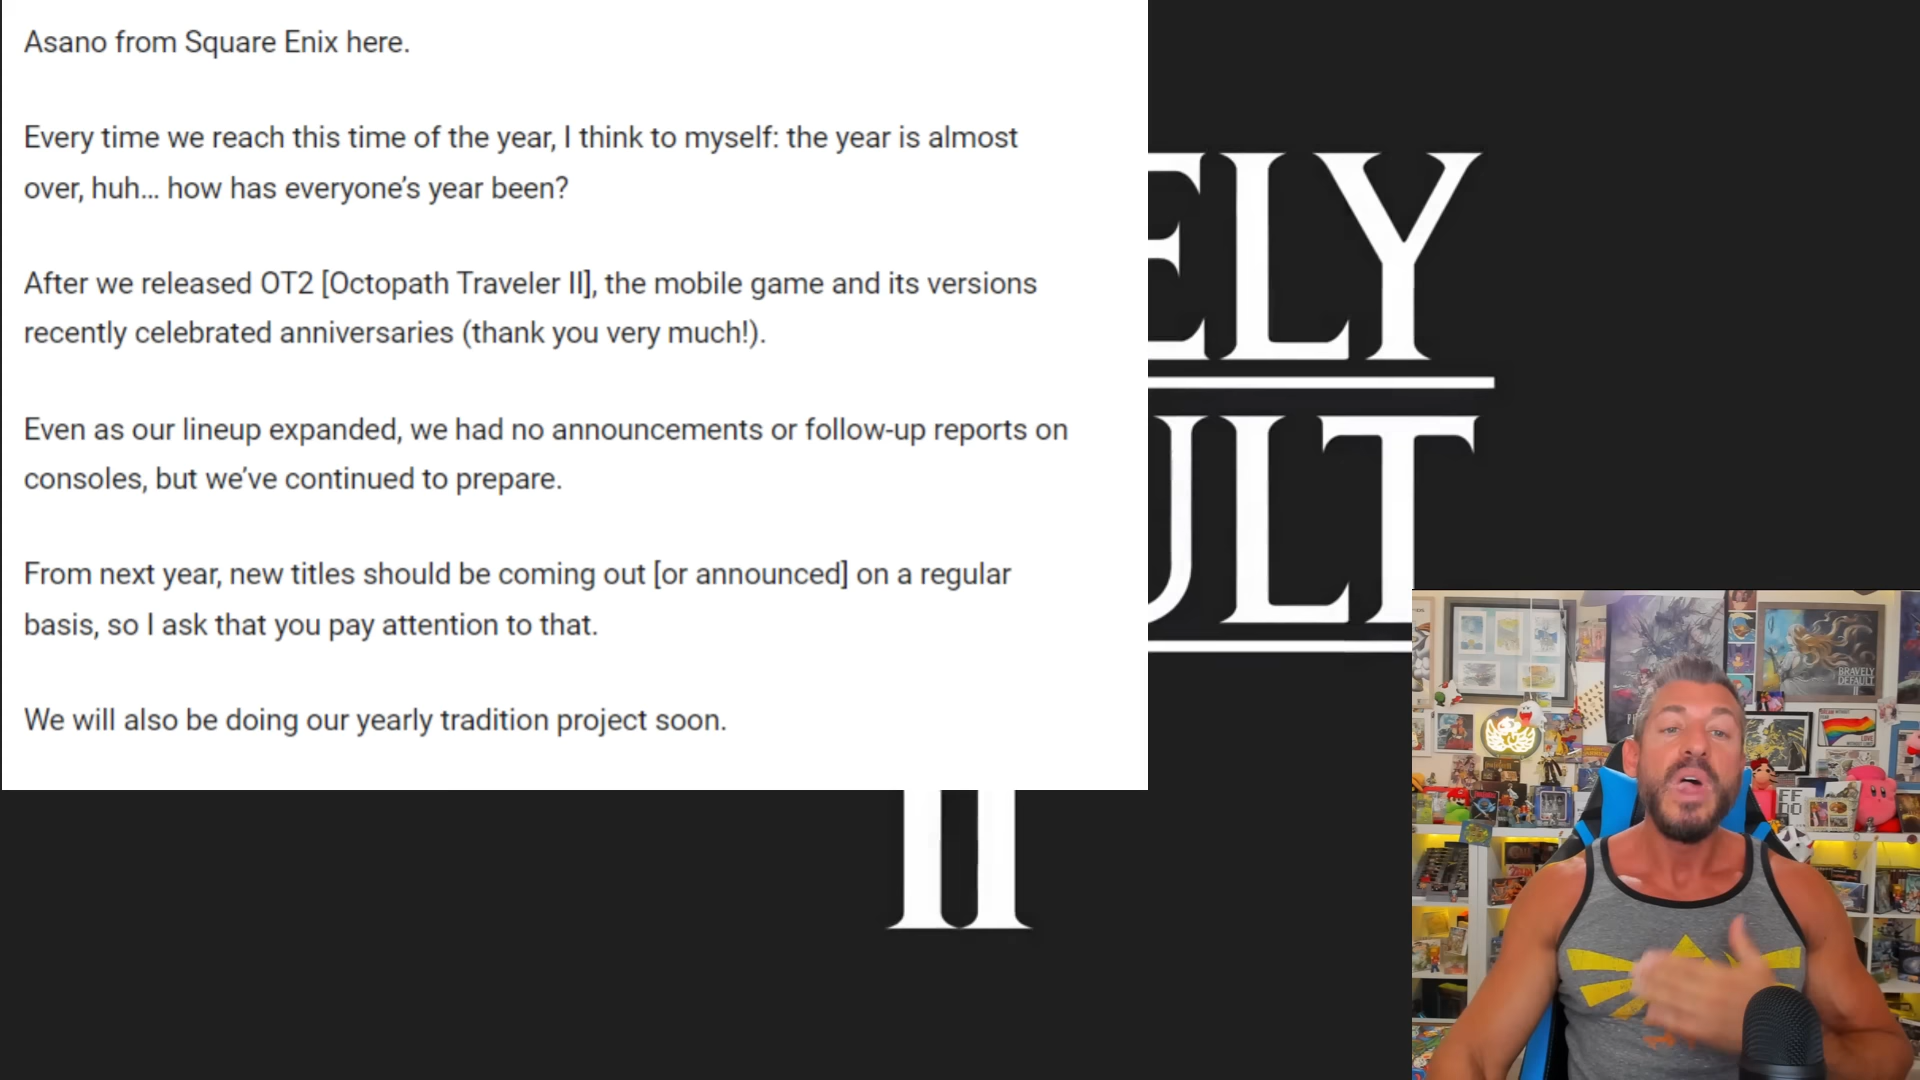 Asano from Square Enix here.
Every time we reach this time of the year, I think to myself: the year is almost
over, huh... how has everyone’s year been?
After we released OT2 [Octopath Traveler II], the mobile game and its versions
recently celebrated anniversaries (thank you very much!).
Even as our lineup expanded, we had no announcements or follow-up reports on
consoles, but we’ve continued to prepare.
From next year, new titles should be coming out [or announced] on a regular
basis, so I ask that you pay attention to that.
We will also be doing our yearly tradition project soon.
ELY
ULT
II
BRAVELY
DEFAULT
II